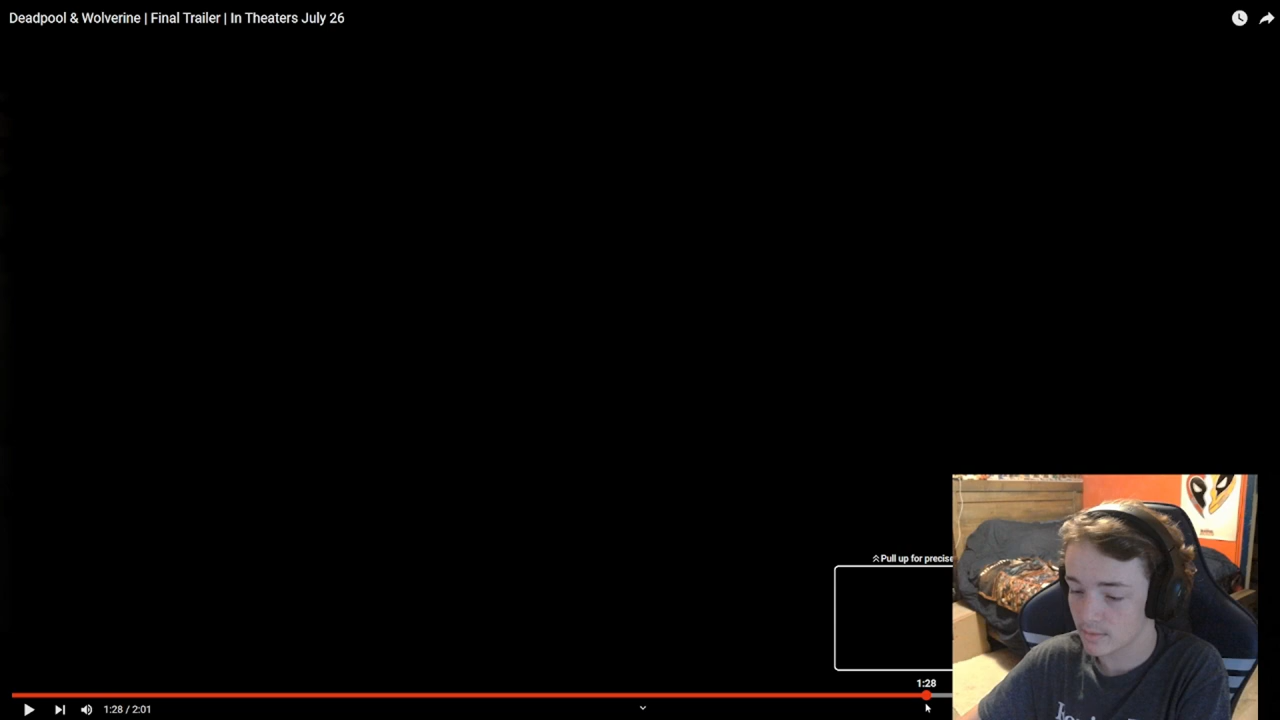 Deadpool & Wolverine | Final Trailer | In Theaters July 26
Pull up for precise
1:28
1:28 / 2:01